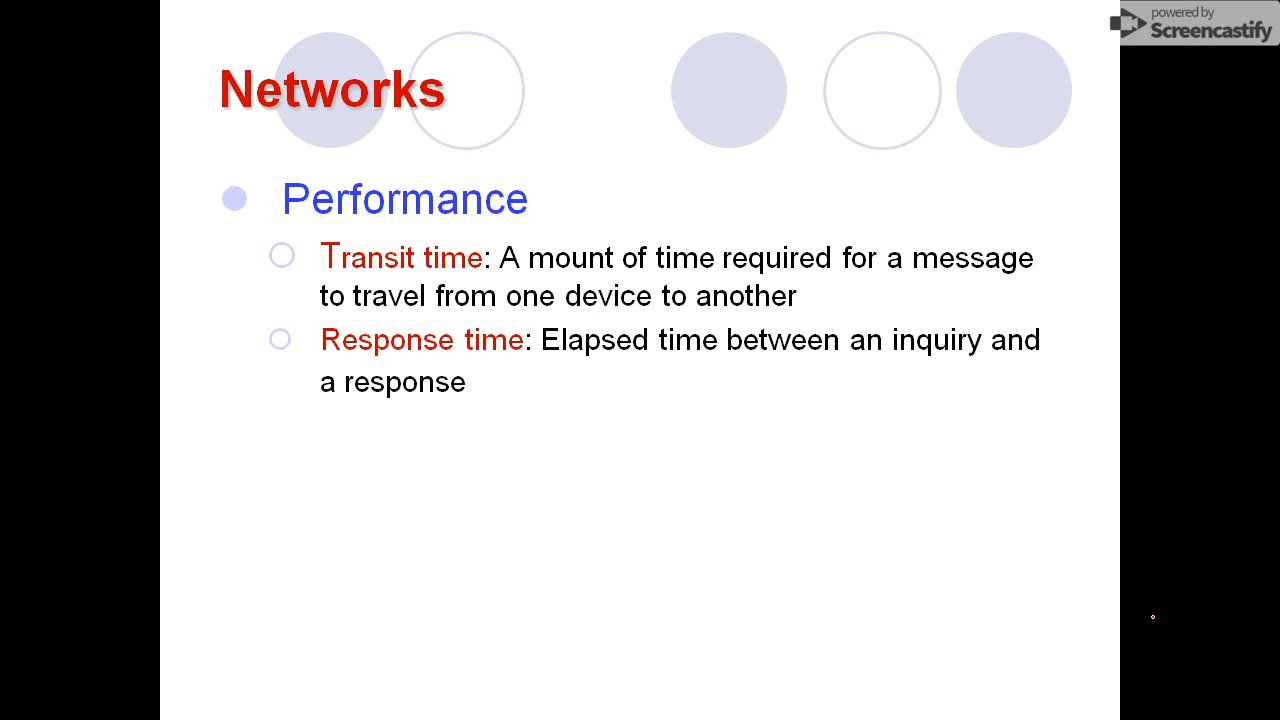 powered by
Screencastify
Networks
Performance
Transit time: A mount of time required for a message
to travel from one device to another
Response time: Elapsed time between an inquiry and
a response